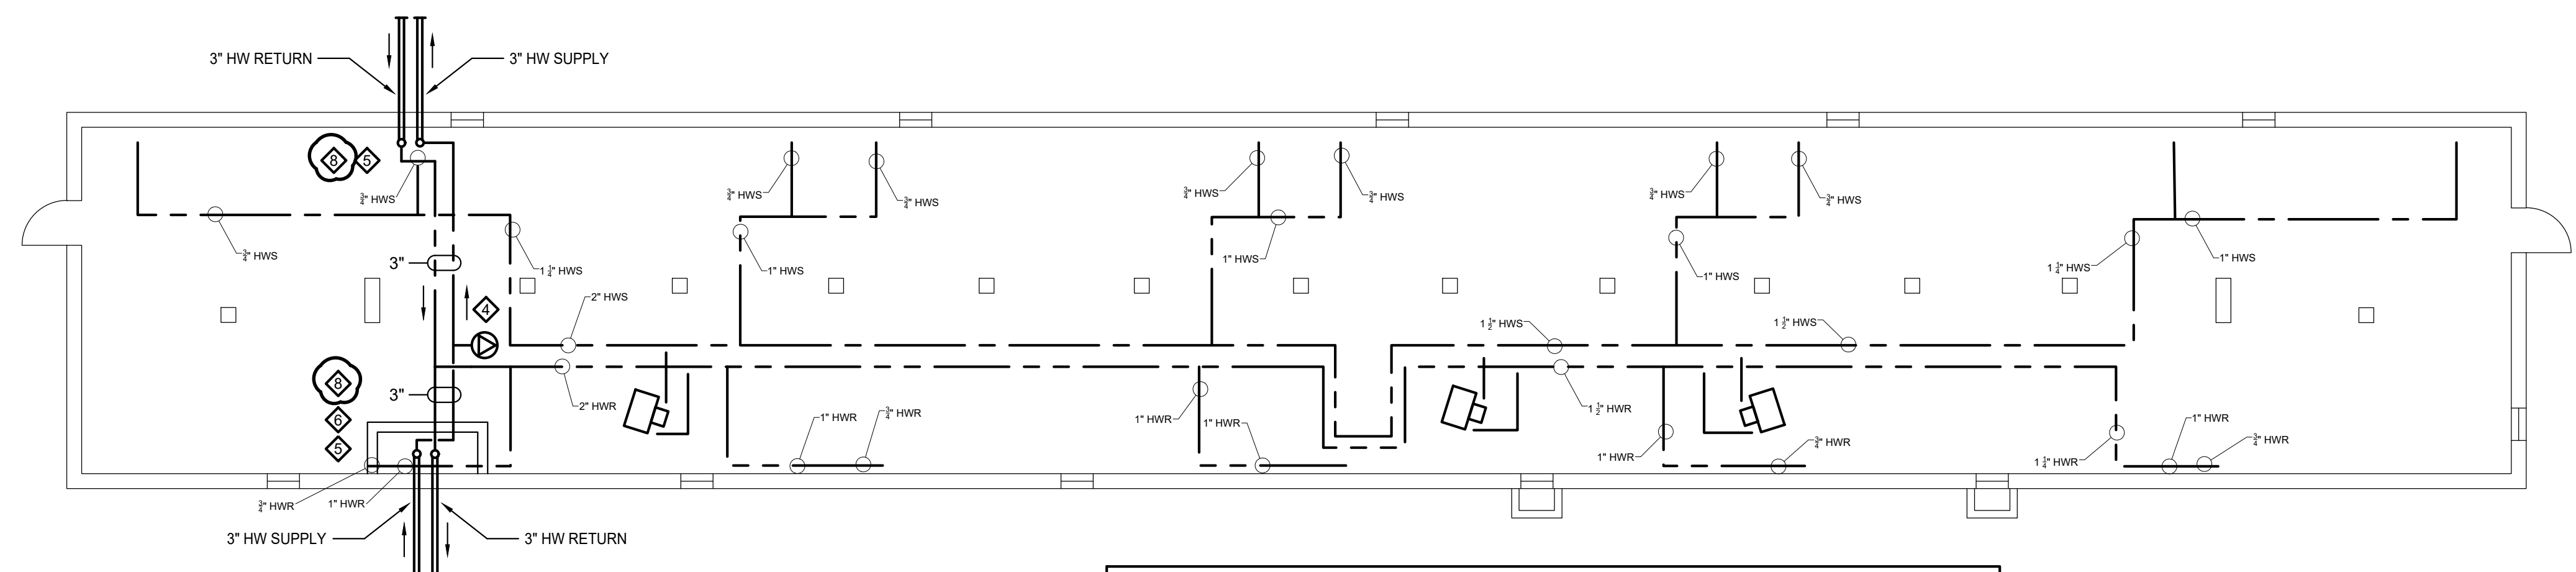 3" HW RETURN
3" HW SUPPLY
8
5
3/4" HWS
3/4" HWS
3/4" HWS
3/4" HWS
3/4" HWS
3/4" HWS
3/4" HWS
3/4" HWS
1 1/4" HWS
1" HWS
1" HWS
1" HWS
1 1/4" HWS
1" HWS
3"
4
2" HWS
1 1/2" HWS
1 1/2" HWS
8
3"
2" HWR
1" HWR
3/4" HWR
1" HWR
1" HWR
1 1/2" HWR
1" HWR
3/4" HWR
1 1/4" HWR
1" HWR
3/4" HWR
6
5
3/4" HWR
1" HWR
3" HW SUPPLY
3" HW RETURN